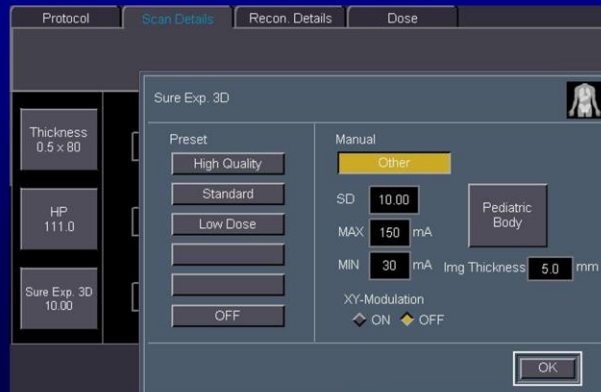 Protocol
Scan Details
Recon. Details
Dose
Sure Exp. 3D
Thickness
0.5 x 80
HP
111.0
Sure Exp. 3D
10.00
Preset
High Quality
Standard
Low Dose
OFF
Manual
Other
SD 10.00
MAX 150 mA
MIN 30 mA
Pediatric
Body
Img Thickness 5.0 mm
XY-Modulation
ON OFF
OK